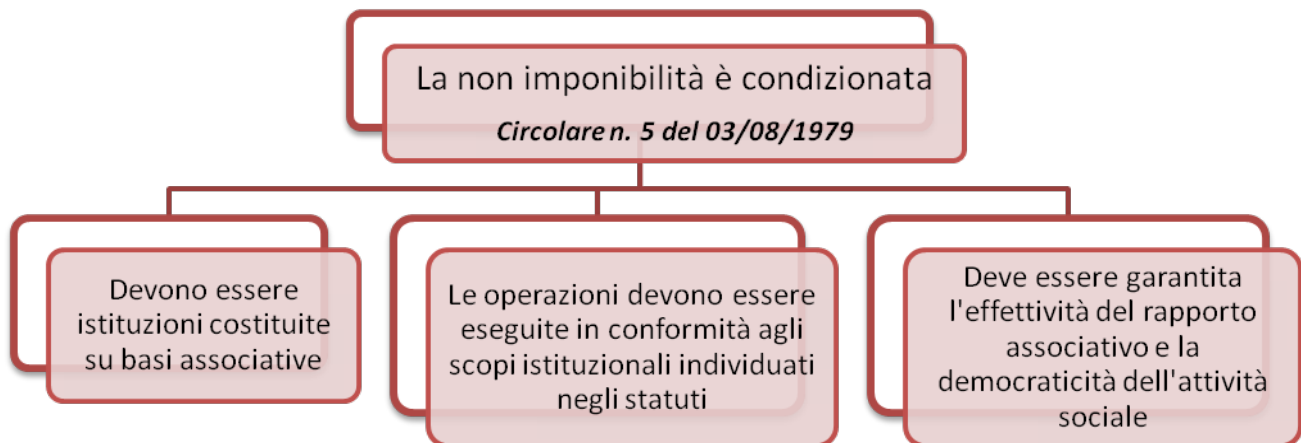 La non imponibilità è condizionata
Circolare n. 5 del 03/08/1979
Devono essere
istituzioni costituite
su basi associative
Le operazioni devono essere
eseguite in conformità agli
scopi istituzionali individuati
negli statuti
Deve essere garantita
l'effettività del rapporto
associativo e la
democraticità dell'attività
sociale